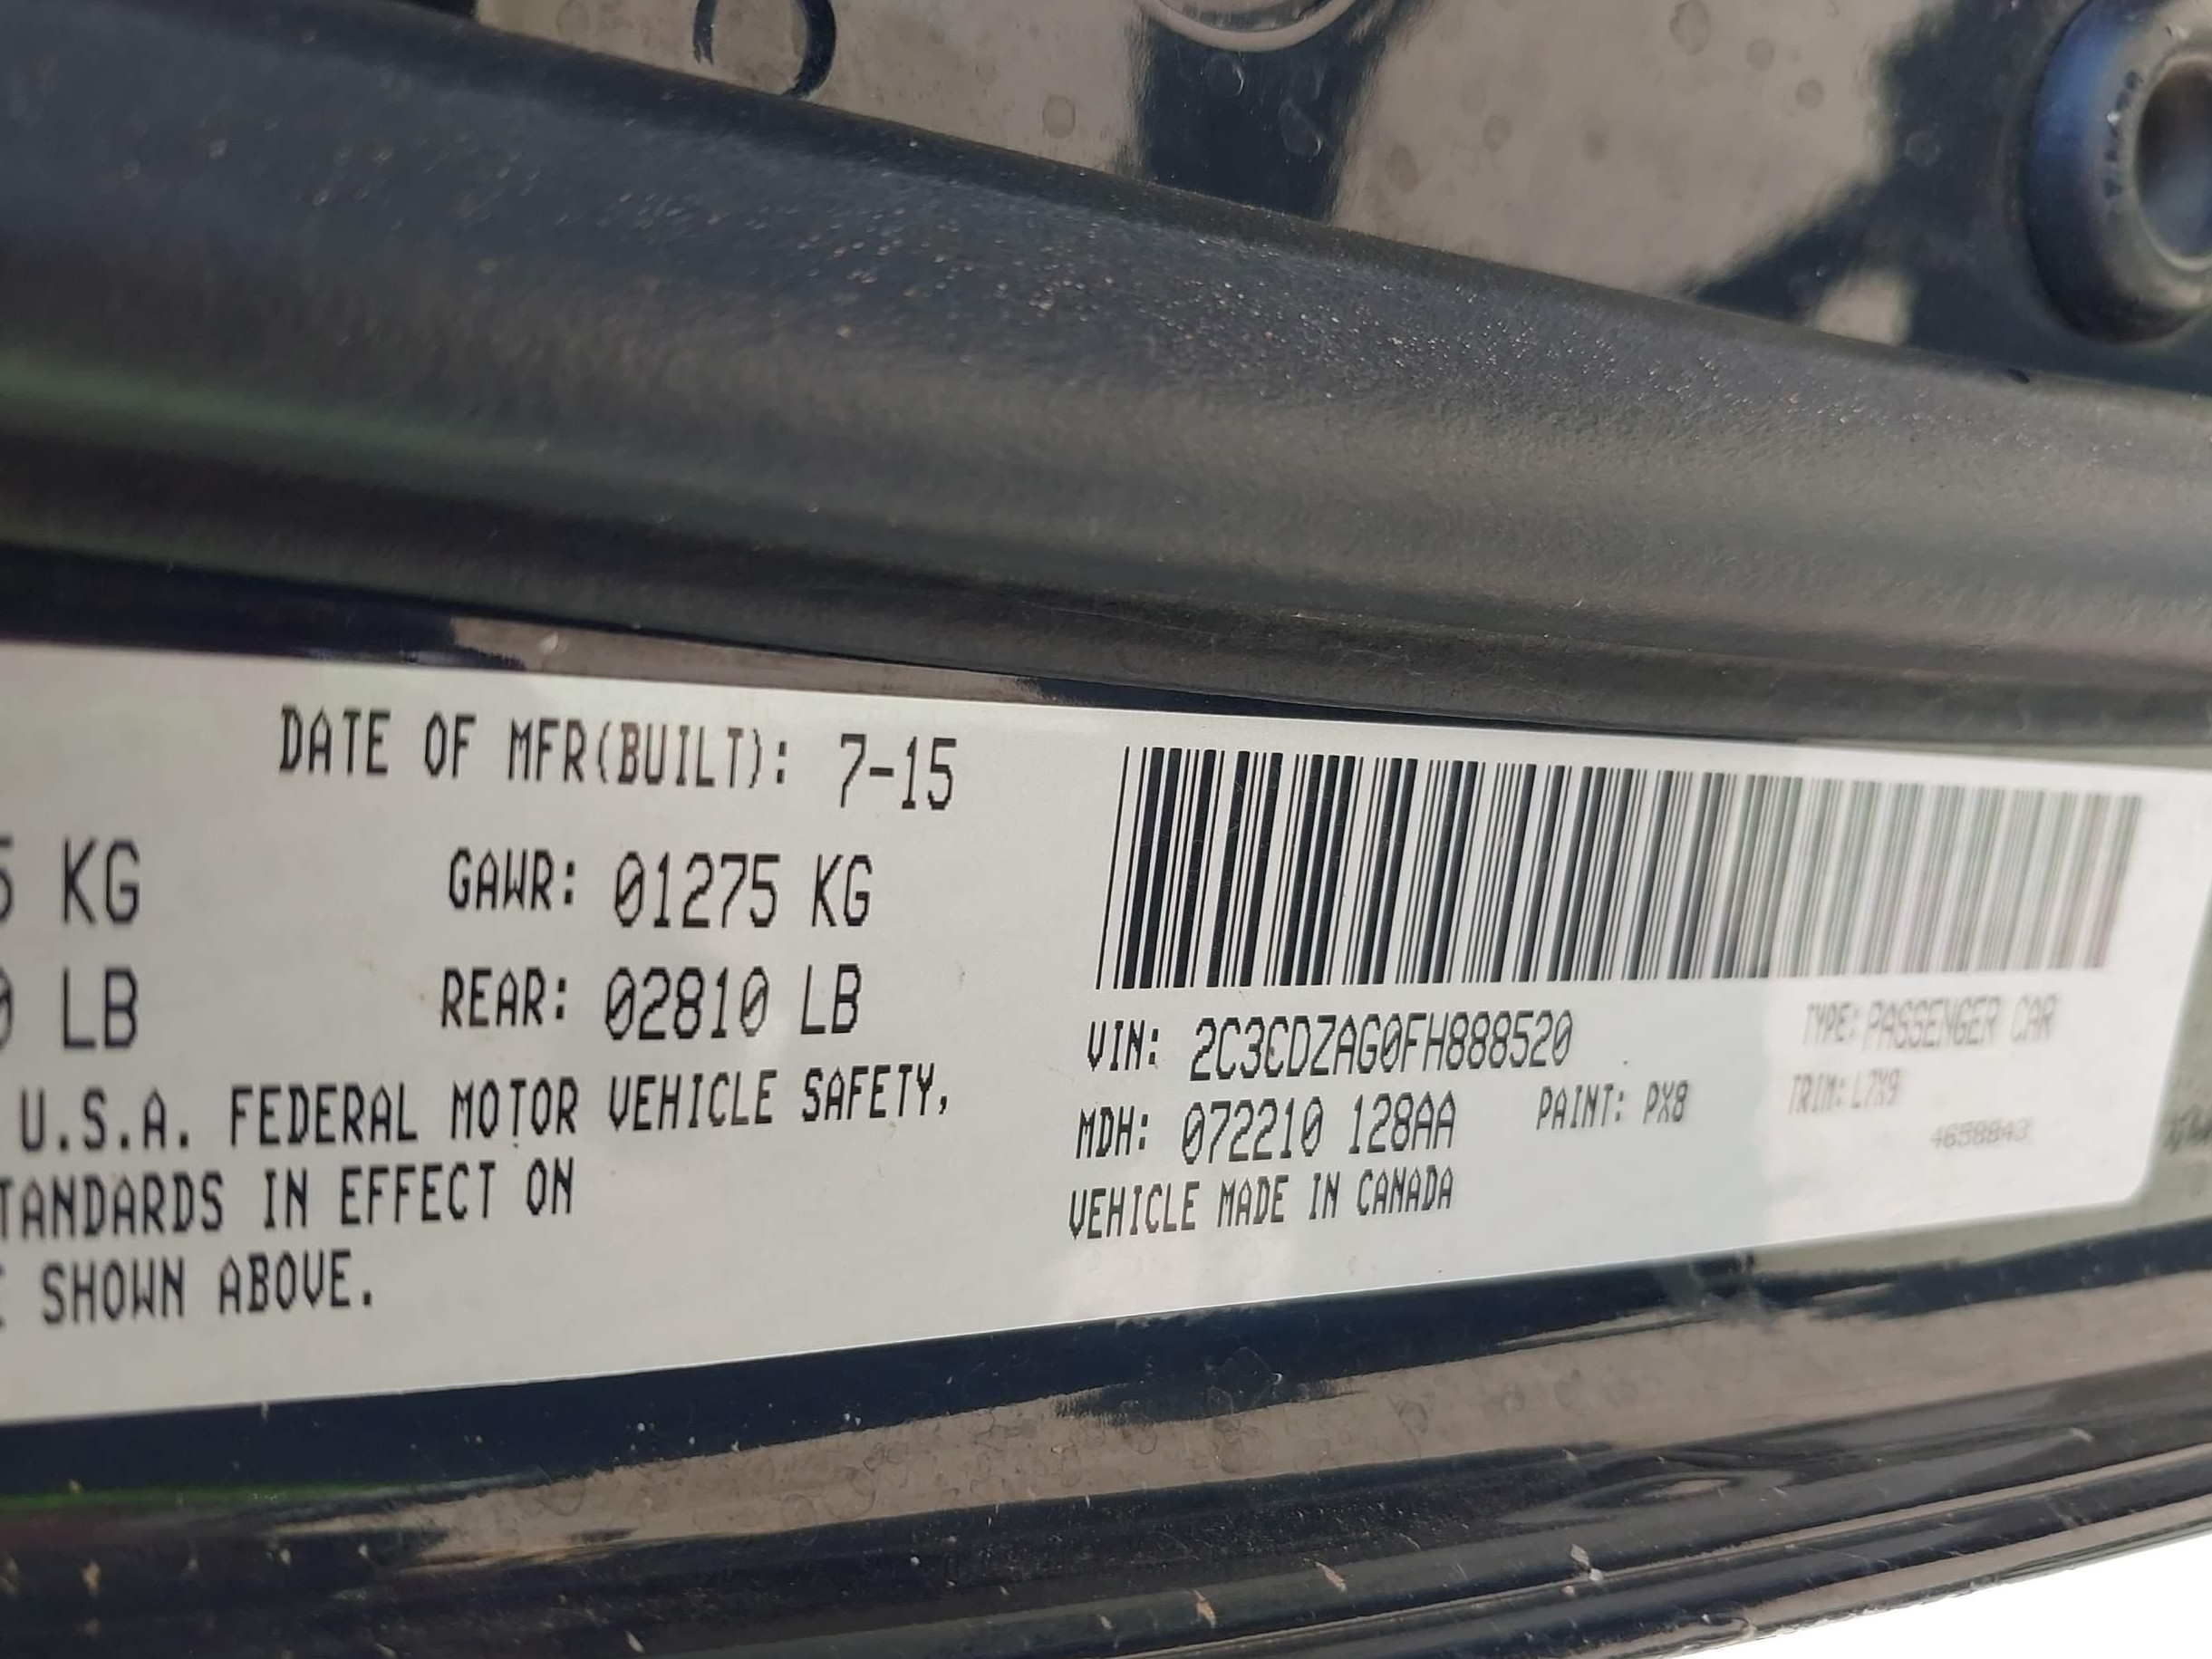 DATE OF MFR(BUILT): 7-15
5 KG GAWR: 01275 KG
0 LB REAR: 02810 LB
U.S.A. FEDERAL MOTOR VEHICLE SAFETY,
TANDARDS IN EFFECT ON
E SHOWN ABOVE.
VIN: 2C3CDZAG0FH888520 TYPE: PASSENGER CAR
MDH: 072210 128AA PAINT: PX8 TRIM: L7X9
VEHICLE MADE IN CANADA
4658843